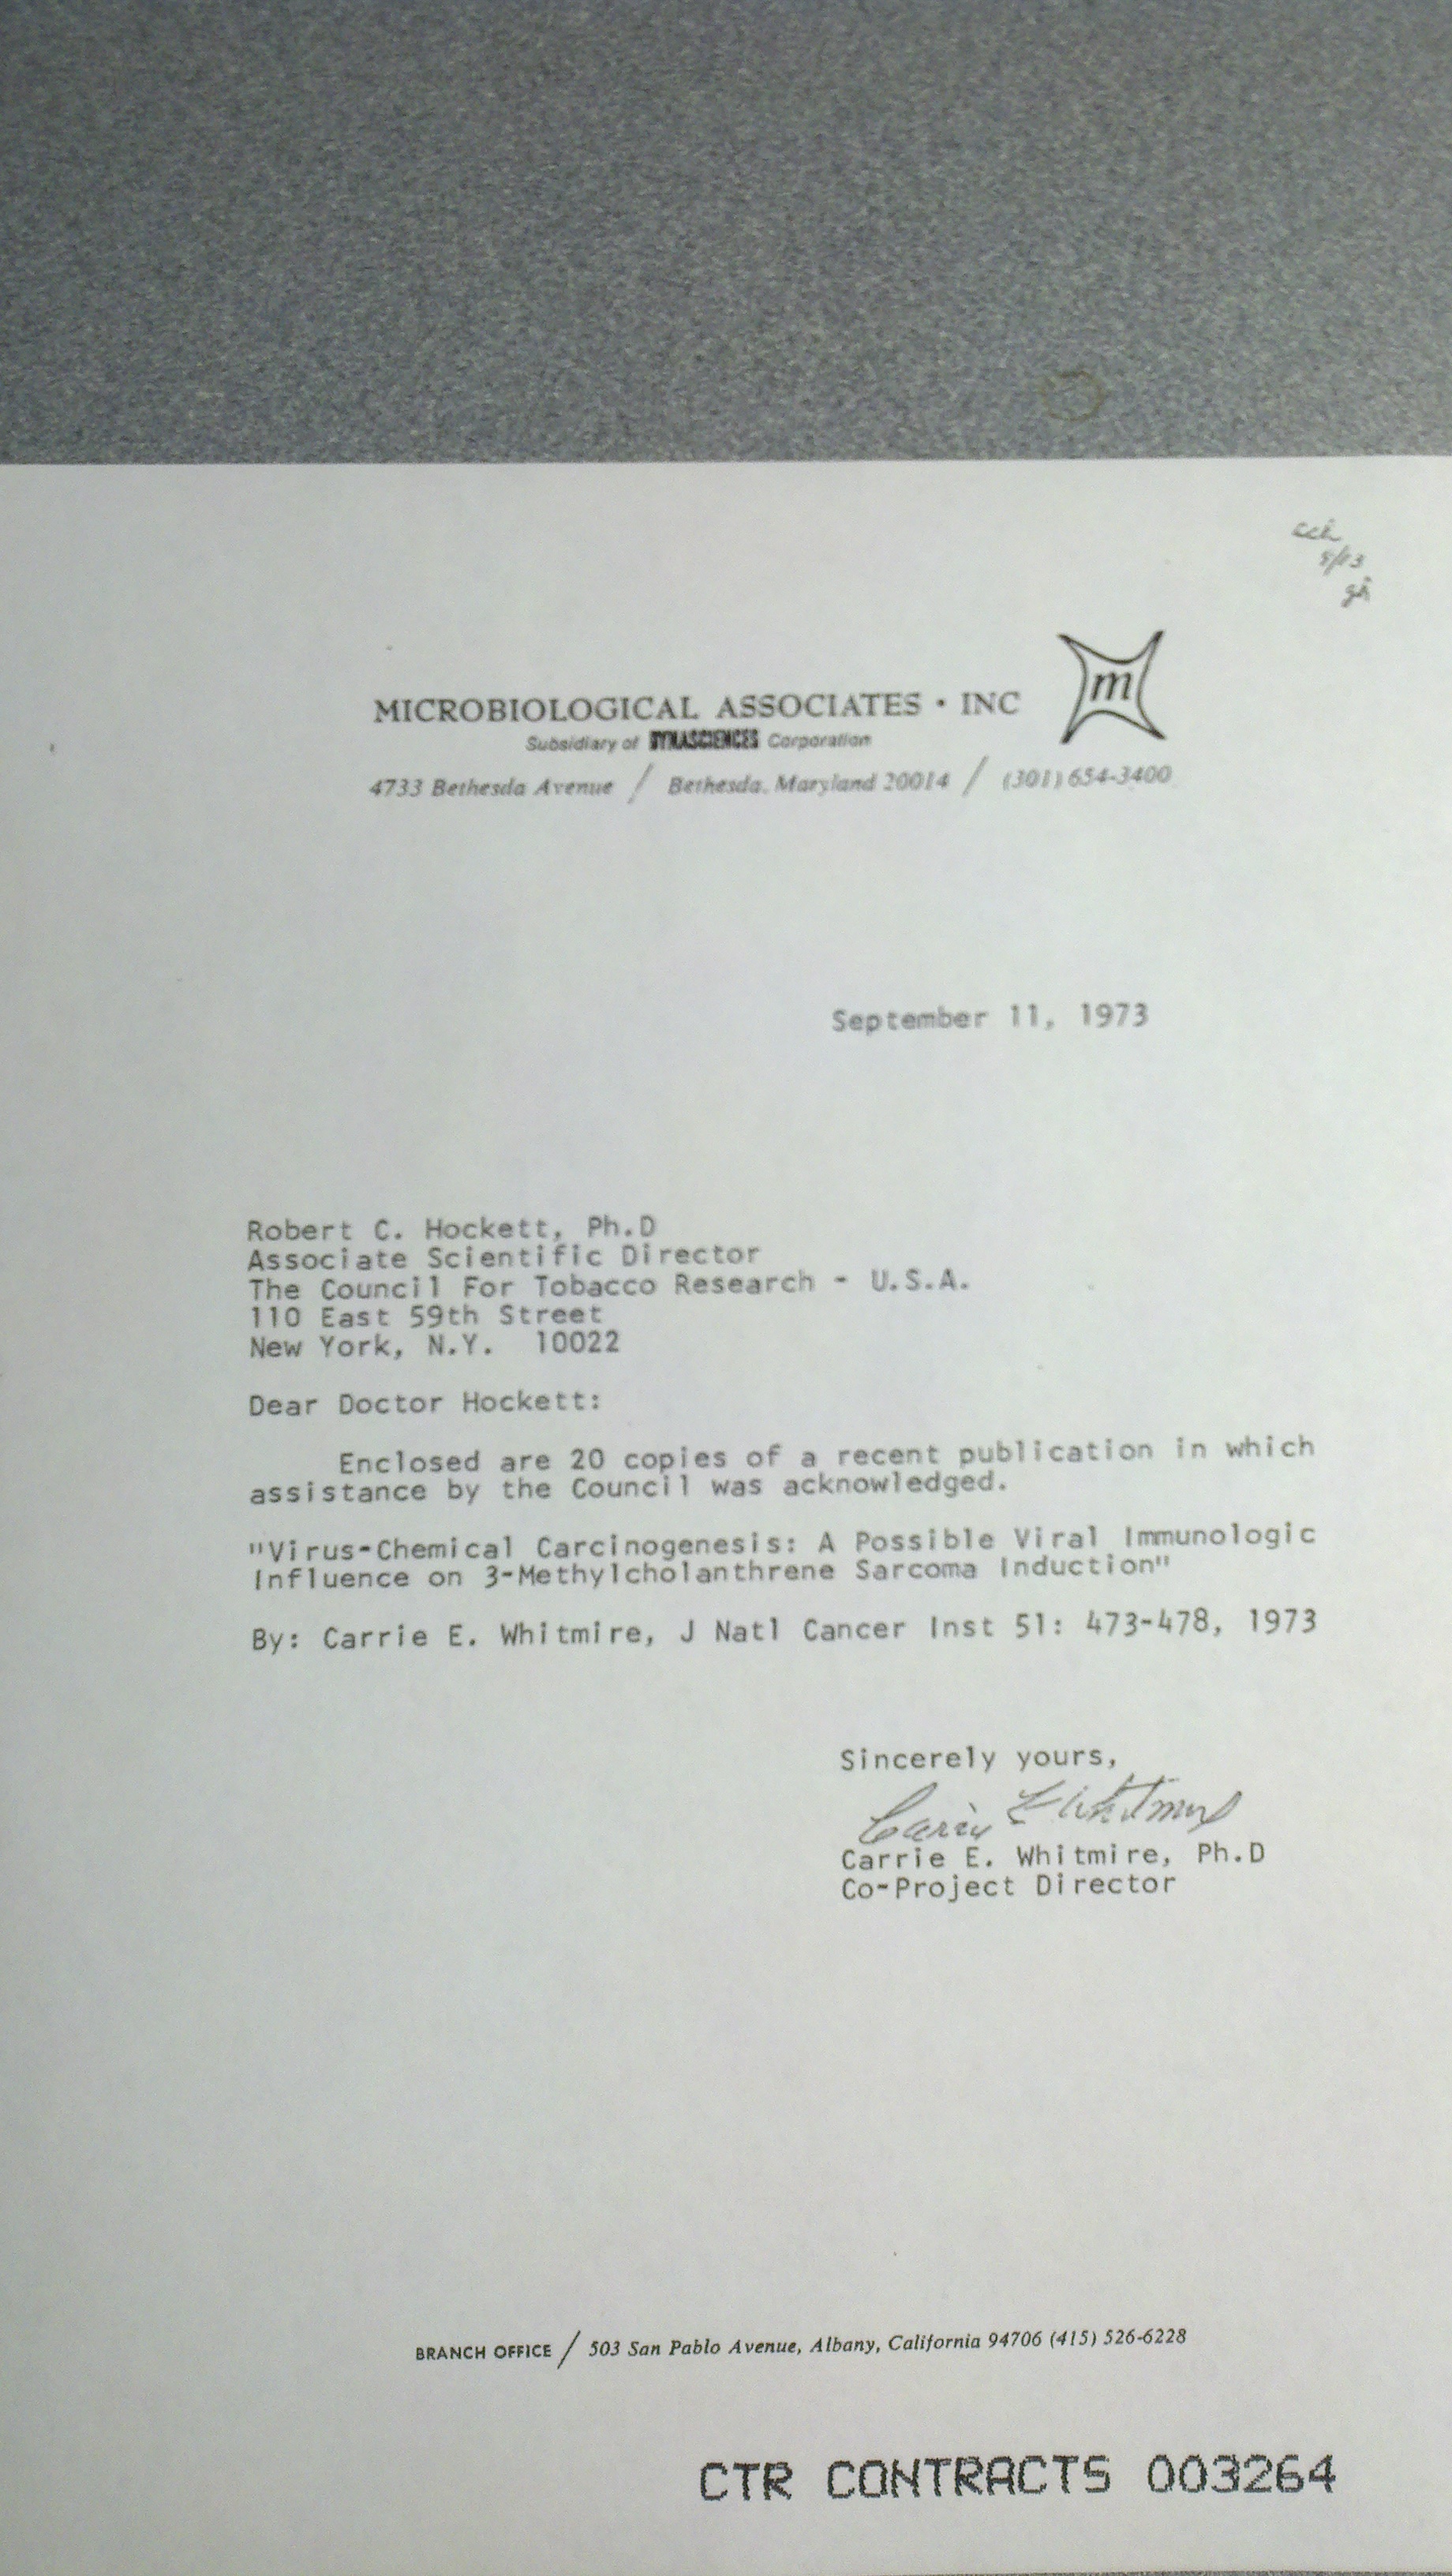 m
MICROBIOLOGICAL ASSOCIATES • INC
Subsidiary of DYNASCIENCES Corporation
4733 Bethesda Avenue / Bethesda, Maryland 20014 / (301) 654-3400
September 11, 1973
Robert C. Hockett, Ph.D
Associate Scientific Director
The Council For Tobacco Research - U.S.A.
110 East 59th Street
New York, N.Y. 10022
Dear Doctor Hockett:
Enclosed are 20 copies of a recent publication in which
assistance by the Council was acknowledged.
"Virus-Chemical Carcinogenesis: A Possible Viral Immunologic
Influence on 3-Methylcholanthrene Sarcoma Induction"
By: Carrie E. Whitmire, J Natl Cancer Inst 51: 473-478, 1973
Sincerely yours,
Carrie E Whitmire
Carrie E. Whitmire, Ph.D
Co-Project Director
BRANCH OFFICE / 503 San Pablo Avenue, Albany, California 94706 (415) 526-6228
CTR CONTRACTS 003264